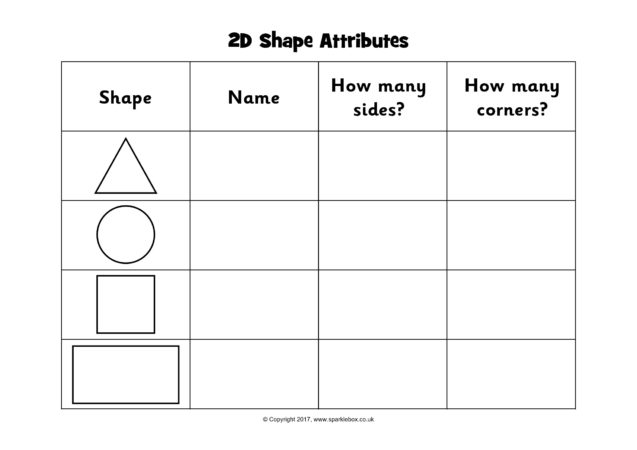 2D Shape Attributes
Shape
Name
How many
sides?
How many
corners?
© Copyright 2017, www.sparklebox.co.uk